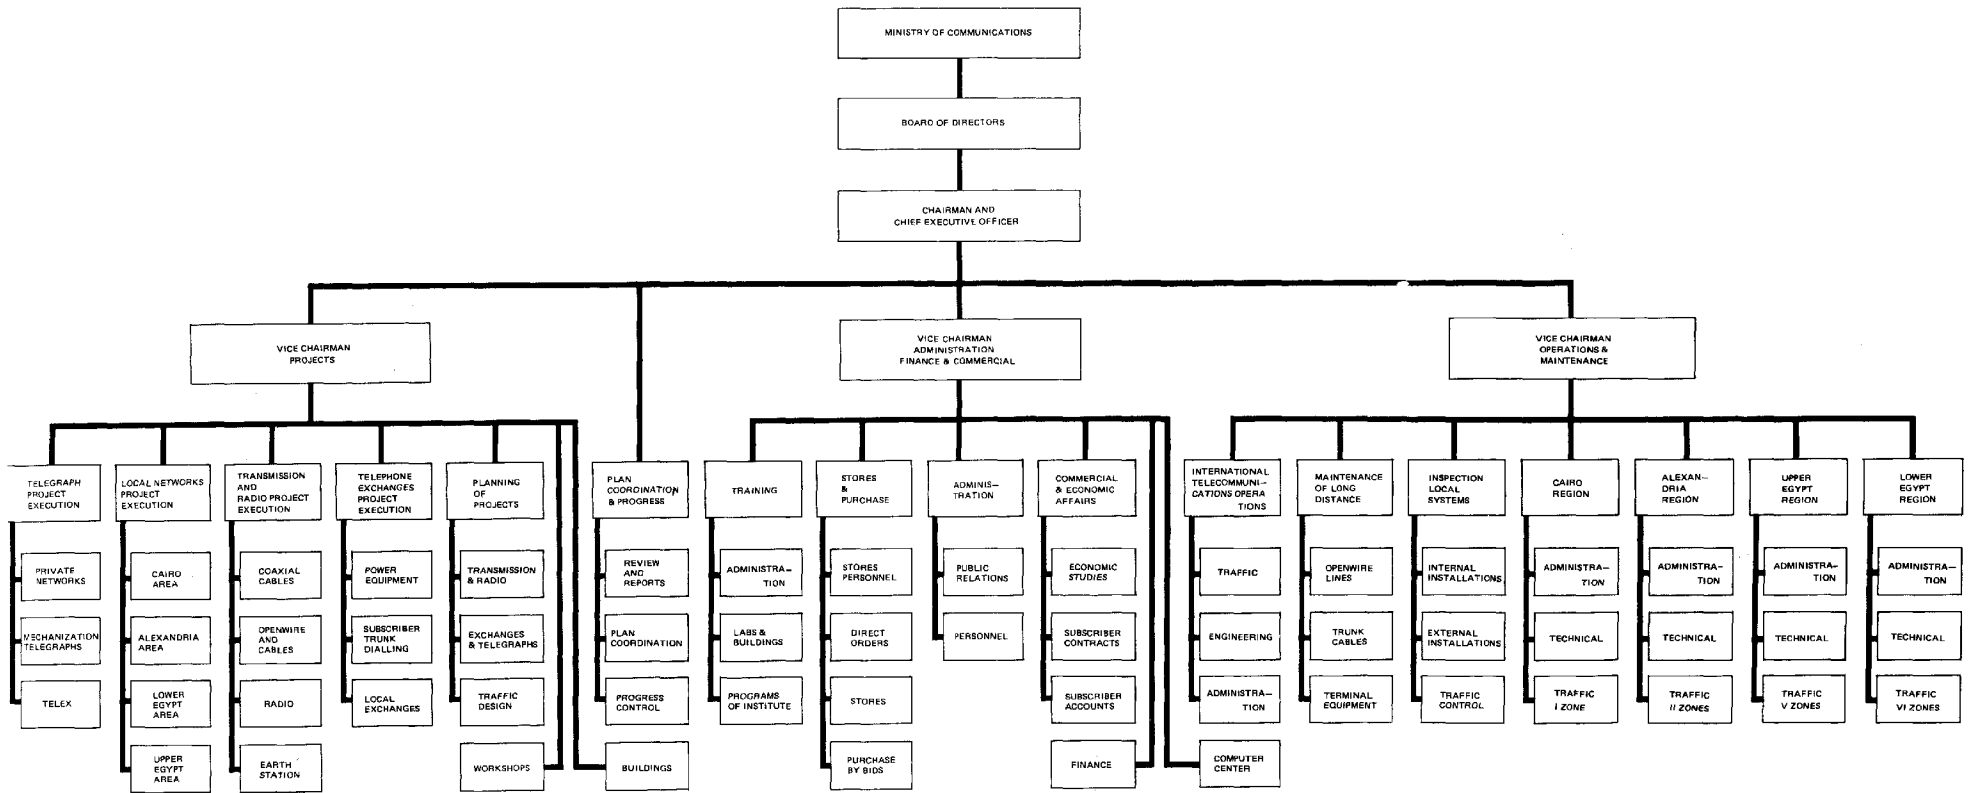 MINISTRY OF COMMUNICATIONS
BOARD OF DIRECTORS
CHAIRMAN AND
CHIEF EXECUTIVE OFFICER
VICE CHAIRMAN
PROJECTS
VICE CHAIRMAN
ADMINISTRATION
FINANCE & COMMERCIAL
VICE CHAIRMAN
OPERATIONS &
MAINTENANCE
TELEGRAPH
PROJECT
EXECUTION
LOCAL NETWORKS
PROJECT
EXECUTION
TRANSMISSION
AND
RADIO PROJECT
EXECUTION
TELEPHONE
EXCHANGES
PROJECT
EXECUTION
PLANNING
OF
PROJECTS
PLAN
COORDINATION
& PROGRESS
TRAINING
STORES
&
PURCHASE
ADMINIS-
TRATION
COMMERCIAL
& ECONOMIC
AFFAIRS
INTERNATIONAL
TELECOMMUNI-
CATIONS OPERA
TIONS
MAINTENANCE
OF LONG
DISTANCE
INSPECTION
LOCAL
SYSTEMS
CAIRO
REGION
ALEXAN-
DRIA
REGION
UPPER
EGYPT
REGION
LOWER
EGYPT
REGION
PRIVATE
NETWORKS
CAIRO
AREA
COAXIAL
CABLES
POWER
EQUIPMENT
TRANSMISSION
& RADIO
REVIEW
AND
REPORTS
ADMINISTRA-
TION
STORES
PERSONNEL
PUBLIC
RELATIONS
ECONOMIC
STUDIES
TRAFFIC
OPENWIRE
LINES
INTERNAL
INSTALLATIONS
ADMINISTRA-
TION
ADMINISTRA-
TION
ADMINISTRA-
TION
ADMINISTRA-
TION
MECHANIZATION
TELEGRAPHS
ALEXANDRIA
AREA
OPENWIRE
AND
CABLES
SUBSCRIBER
TRUNK
DIALLING
EXCHANGES
& TELEGRAPHS
PLAN
COORDINATION
LABS &
BUILDINGS
DIRECT
ORDERS
PERSONNEL
SUBSCRIBER
CONTRACTS
ENGINEERING
TRUNK
CABLES
EXTERNAL
INSTALLATIONS
TECHNICAL
TECHNICAL
TECHNICAL
TECHNICAL
TELEX
LOWER
EGYPT
AREA
RADIO
LOCAL
EXCHANGES
TRAFFIC
DESIGN
PROGRESS
CONTROL
PROGRAMS
OF INSTITUTE
STORES
SUBSCRIBER
ACCOUNTS
ADMINISTRA-
TION
TERMINAL
EQUIPMENT
TRAFFIC
CONTROL
TRAFFIC
I ZONE
TRAFFIC
II ZONES
TRAFFIC
V ZONES
TRAFFIC
VI ZONES
UPPER
EGYPT
AREA
EARTH
STATION
WORKSHOPS
BUILDINGS
PURCHASE
BY BIDS
FINANCE
COMPUTER
CENTER